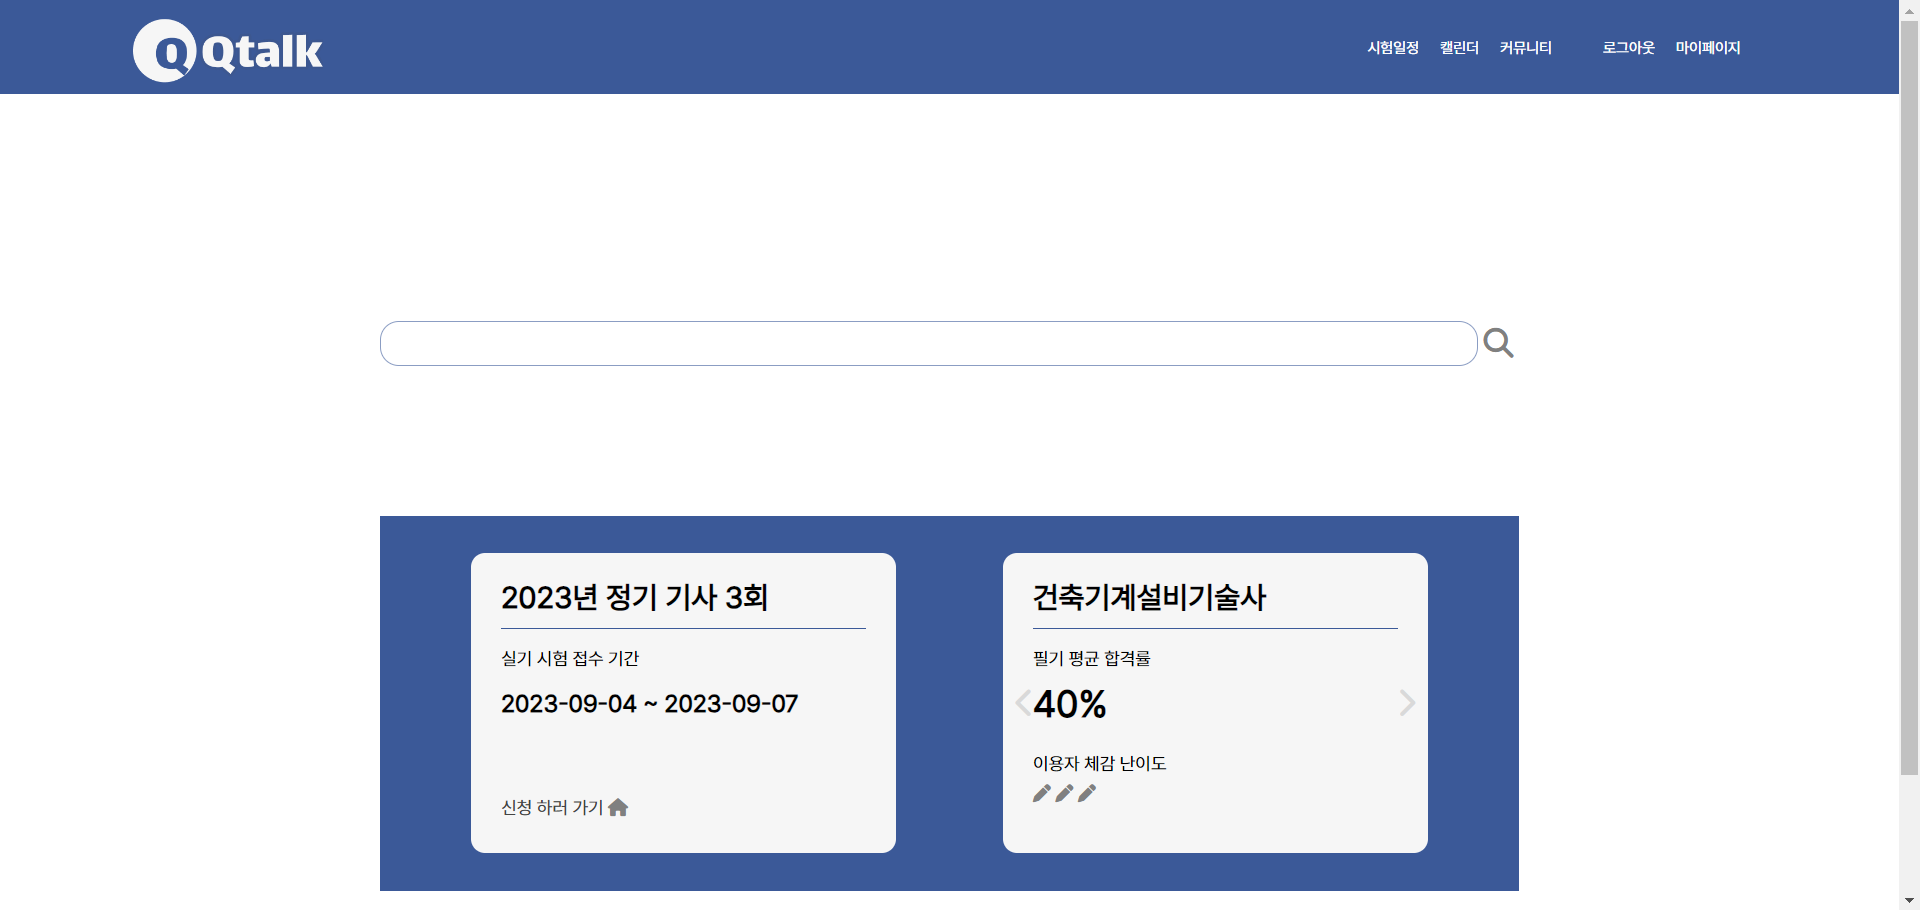 Q Qtalk
시험일정 캘린더 커뮤니티 로그아웃 마이페이지
2023년 정기 기사 3회
실기 시험 접수 기간
2023-09-04 ~ 2023-09-07
신청 하러 가기
건축기계설비기술사
필기 평균 합격률
40%
이용자 체감 난이도